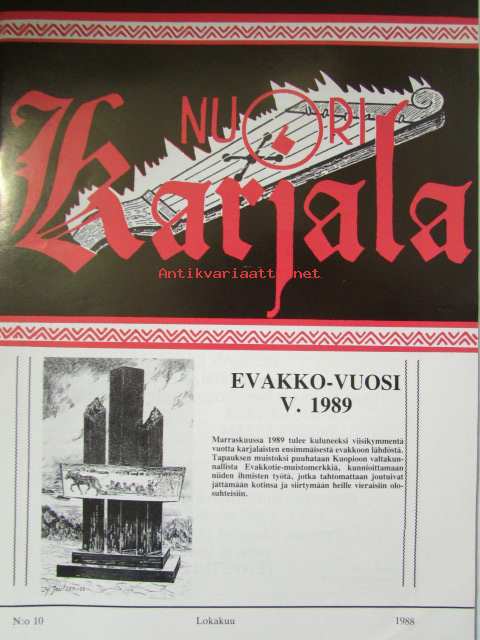 NUORI
Karjala
Antikvariaatti.net
EVAKKO-VUOSI
V. 1989
Marraskuussa 1989 tulee kuluneeksi viisikymmentä
vuotta karjalaisten ensimmäisestä evakkoon lähdöstä.
Tapauksen muistoksi puuhataan Kuopioon valtakun-
nallista Evakkotie-muistomerkkiä, kunnioittamaan
niiden ihmisten työtä, jotka tahtomattaan joutuivat
jättämään kotinsa ja siirtymään heille vieraisiin olo-
suhteisiin.
N:o 10 Lokakuu 1988